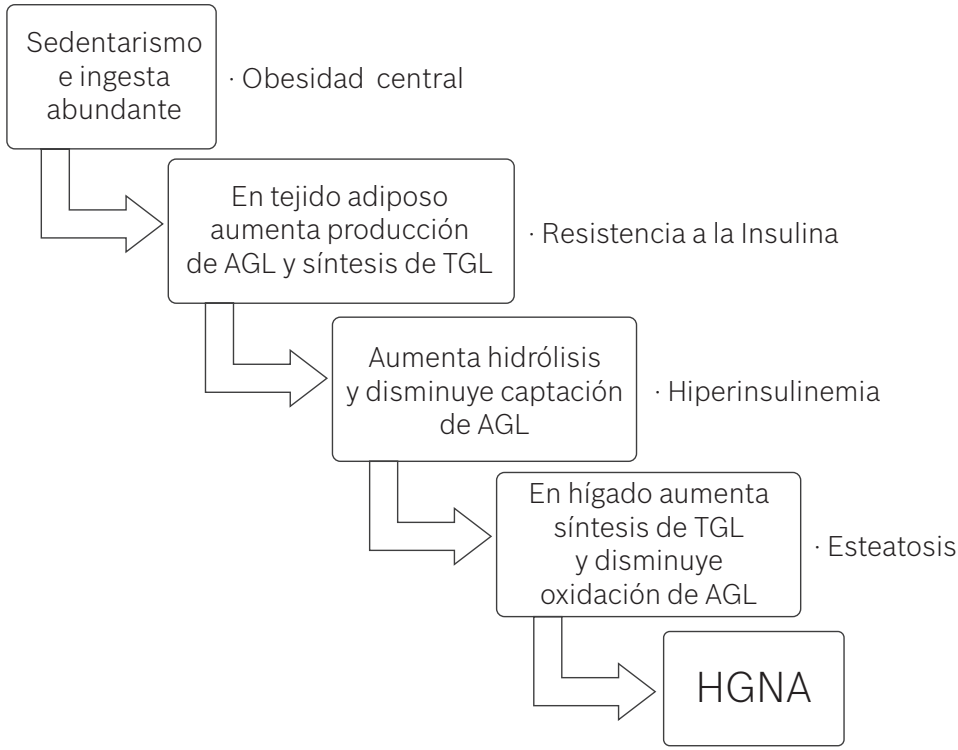 Sedentarismo
e ingesta
abundante
· Obesidad central
En tejido adiposo
aumenta producción
de AGL y síntesis de TGL
· Resistencia a la Insulina
Aumenta hidrólisis
y disminuye captación
de AGL
· Hiperinsulinemia
En hígado aumenta
síntesis de TGL
y disminuye
oxidación de AGL
· Esteatosis
HGNA